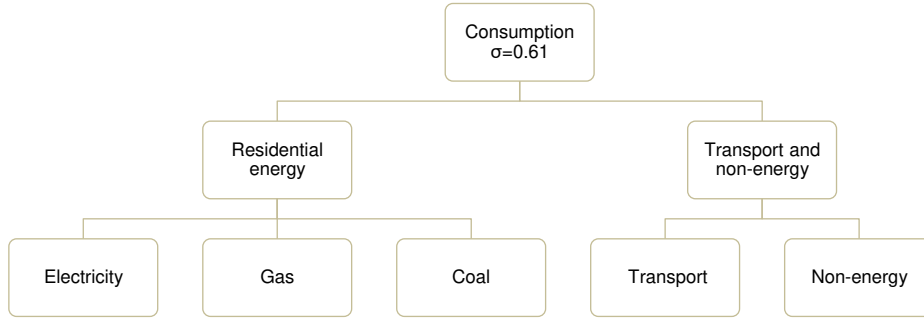 Consumption
σ=0.61
Residential
energy
Transport and
non-energy
Electricity
Gas
Coal
Transport
Non-energy